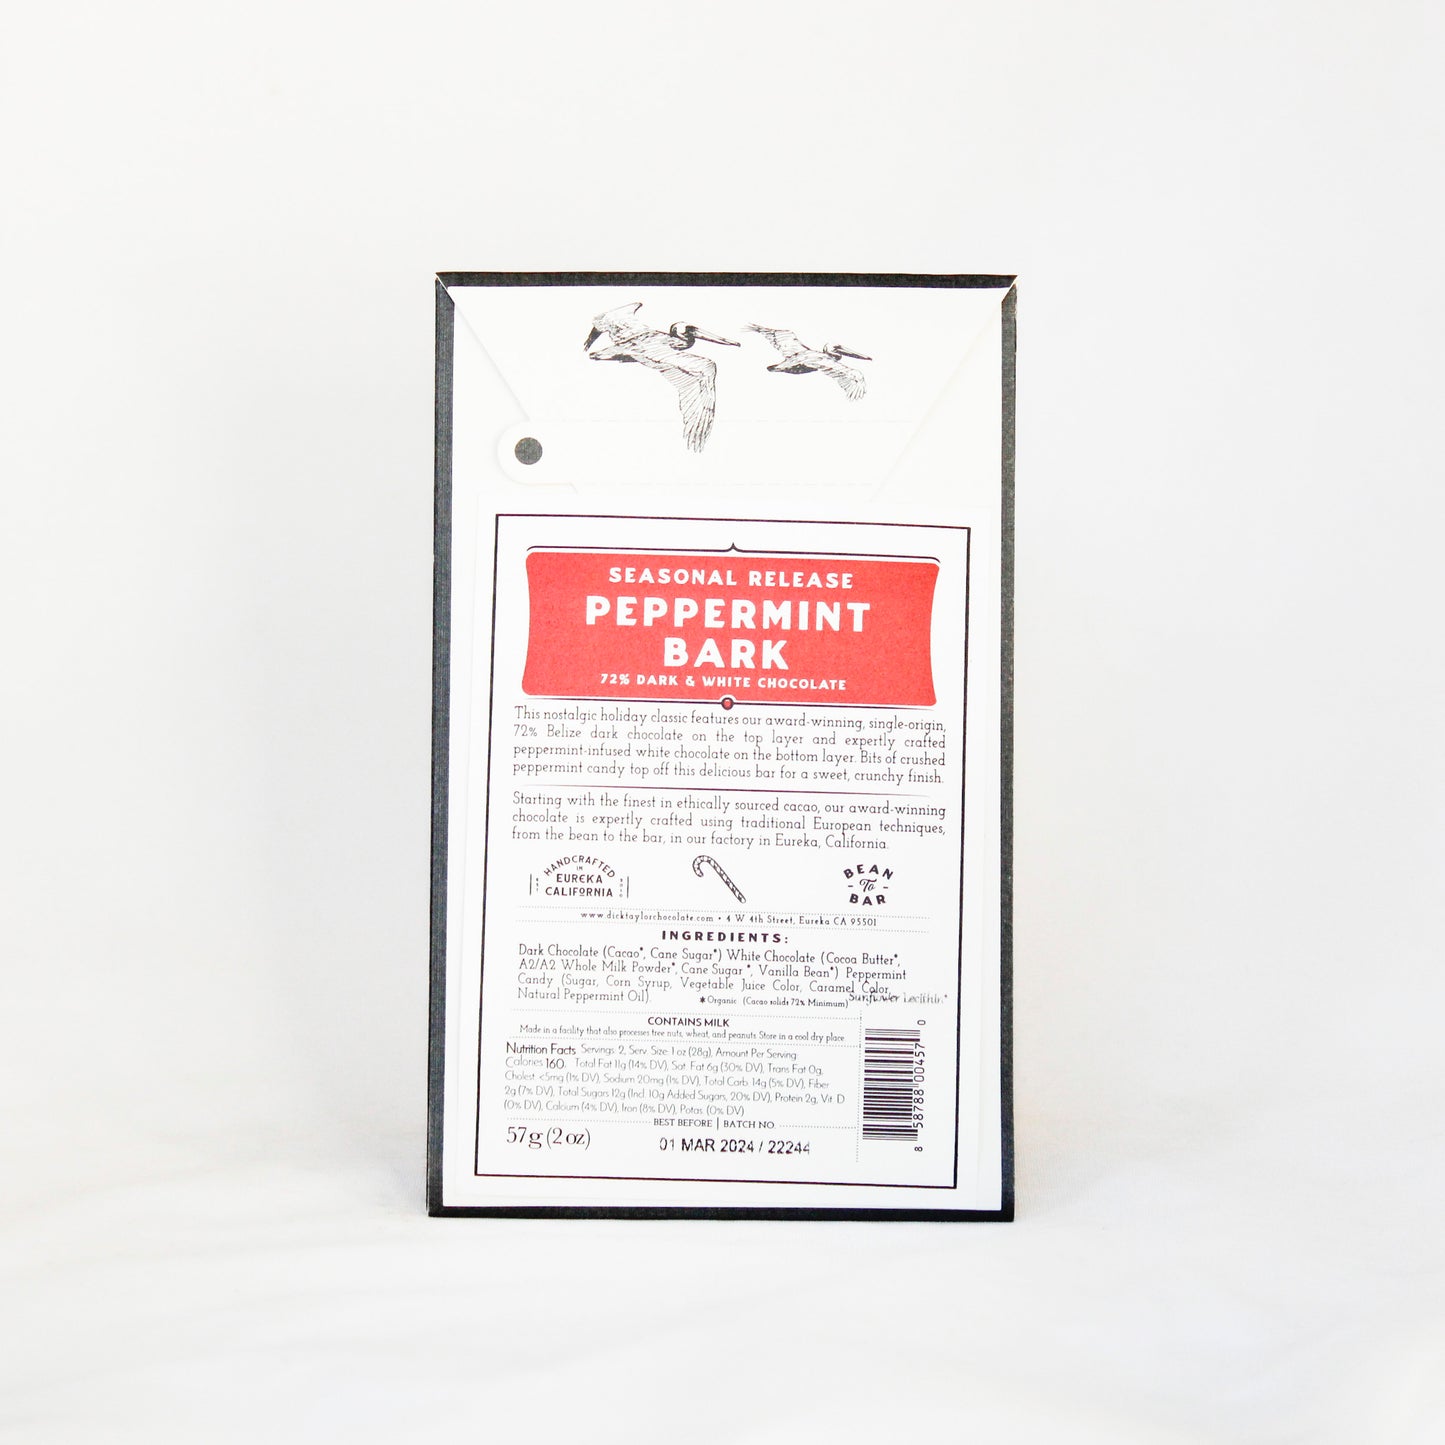 SEASONAL RELEASE
PEPPERMINT
BARK
72% DARK & WHITE CHOCOLATE
This nostalgic holiday classic features our award-winning, single-origin,
72% Belize dark chocolate on the top layer and expertly crafted
peppermint-infused white chocolate on the bottom layer. Bits of crushed
peppermint candy top off this delicious bar for a sweet, crunchy finish.
Starting with the finest in ethically sourced cacao, our award-winning
chocolate is expertly crafted using traditional European techniques,
from the bean to the bar, in our factory in Eureka, California.
HANDCRAFTED
IN
EUREKA
CALIFORNIA
BEAN
- To -
BAR
www.dicktaylorchocolate.com • 4 W 4th Street, Eureka CA 95501
INGREDIENTS:
Dark Chocolate (Cacao*, Cane Sugar*) White Chocolate (Cocoa Butter*,
A2/A2 Whole Milk Powder*, Cane Sugar *, Vanilla Bean*) Peppermint
Candy (Sugar, Corn Syrup, Vegetable Juice Color, Caramel Color,
Natural Peppermint Oil).
* Organic (Cacao solids 72% Minimum) Sunflower Lecithin*
CONTAINS MILK
Made in a facility that also processes tree nuts, wheat, and peanuts. Store in a cool dry place
Nutrition Facts Servings: 2, Serv. Size: 1 oz (28g), Amount Per Serving:
Calories 160. Total Fat 11g (14% DV), Sat. Fat 6g (30% DV), Trans Fat 0g,
Cholest. <5mg (1% DV), Sodium 20mg (1% DV), Total Carb. 14g (5% DV), Fiber
2g (7% DV), Total Sugars 12g (Incl. 10g Added Sugars, 20% DV), Protein 2g, Vit. D
(0% DV), Calcium (4% DV), Iron (8% DV), Potas. (0% DV)
BEST BEFORE | BATCH NO.
57g (2 oz)
01 MAR 2024 / 22244
8 58788 00457 0